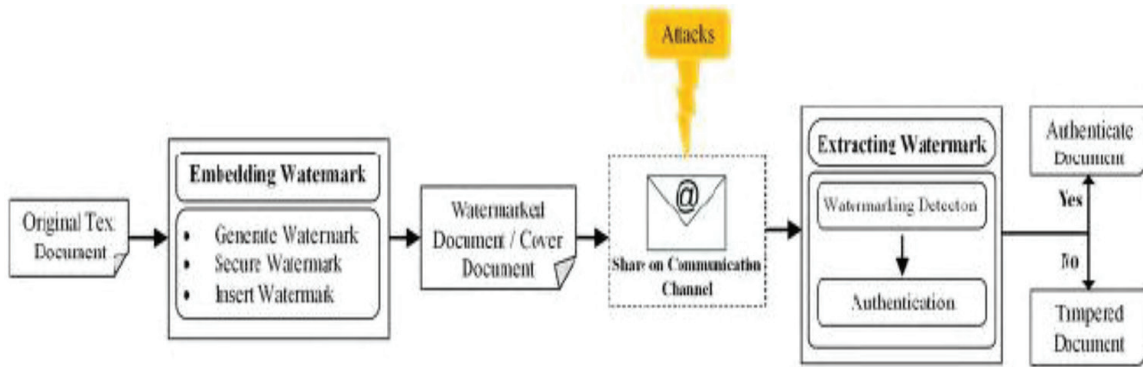 Attacks
Original Tex
Document
Embedding Watermark
• Generate Watermark
• Secure Watermark
• Insert Watermark
Watermarked
Document / Cover
Document
@
Share on Communication
Channel
Extracting Watermark
Watermarking Detecton
Authentication
Yes
No
Authenticate
Document
Tampered
Document